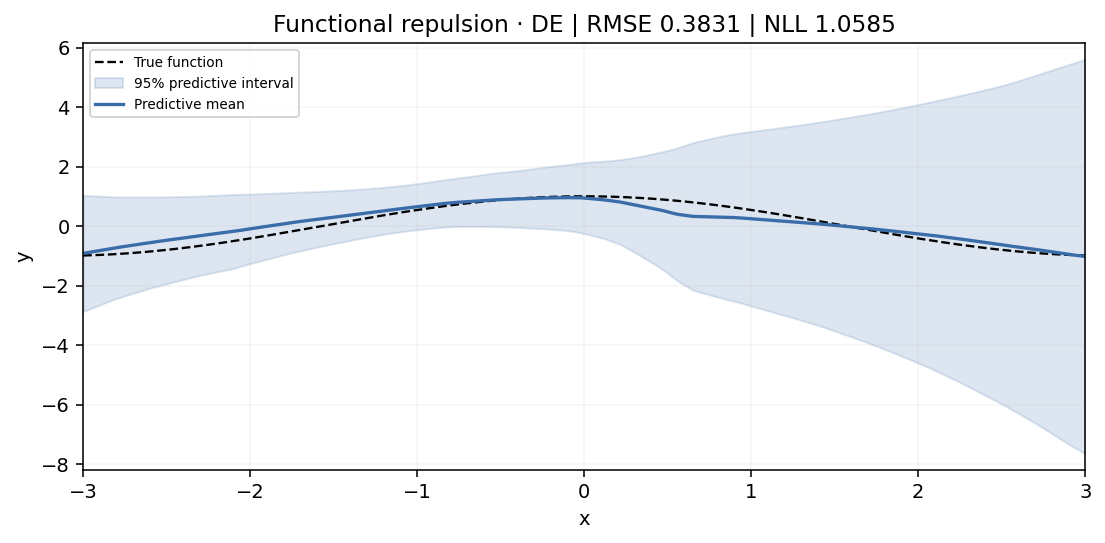 Functional repulsion · DE | RMSE 0.3831 | NLL 1.0585
True function
95% predictive interval
Predictive mean
6
4
2
0
−2
−4
−6
−8
y
−3 −2 −1 0 1 2 3
x